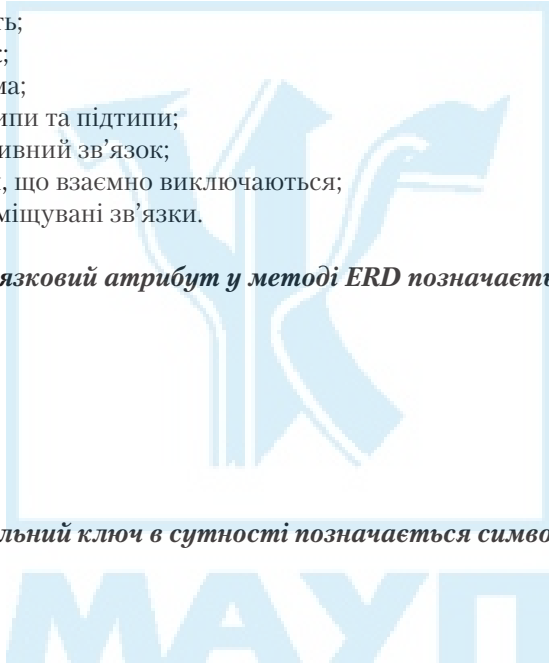 ть;
т;
ма;
ипи та підтипи;
ивний зв’язок;
и, що взаємно виключаються;
міщувані зв’язки.
язковий атрибут у методі ERD позначаєть
льний ключ в сутності позначається симво
МАУП